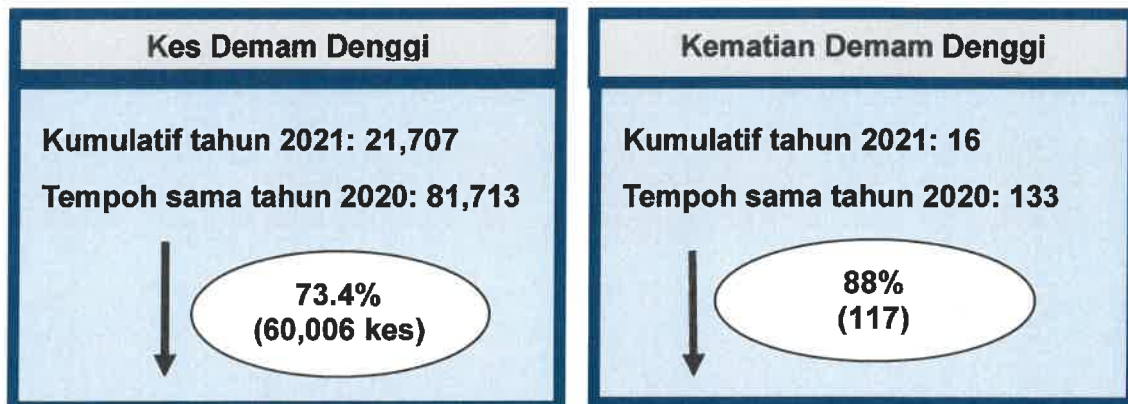 Kes Demam Denggi
Kumulatif tahun 2021: 21,707
Tempoh sama tahun 2020: 81,713
73.4%
(60,006 kes)
Kematian Demam Denggi
Kumulatif tahun 2021: 16
Tempoh sama tahun 2020: 133
88%
(117)